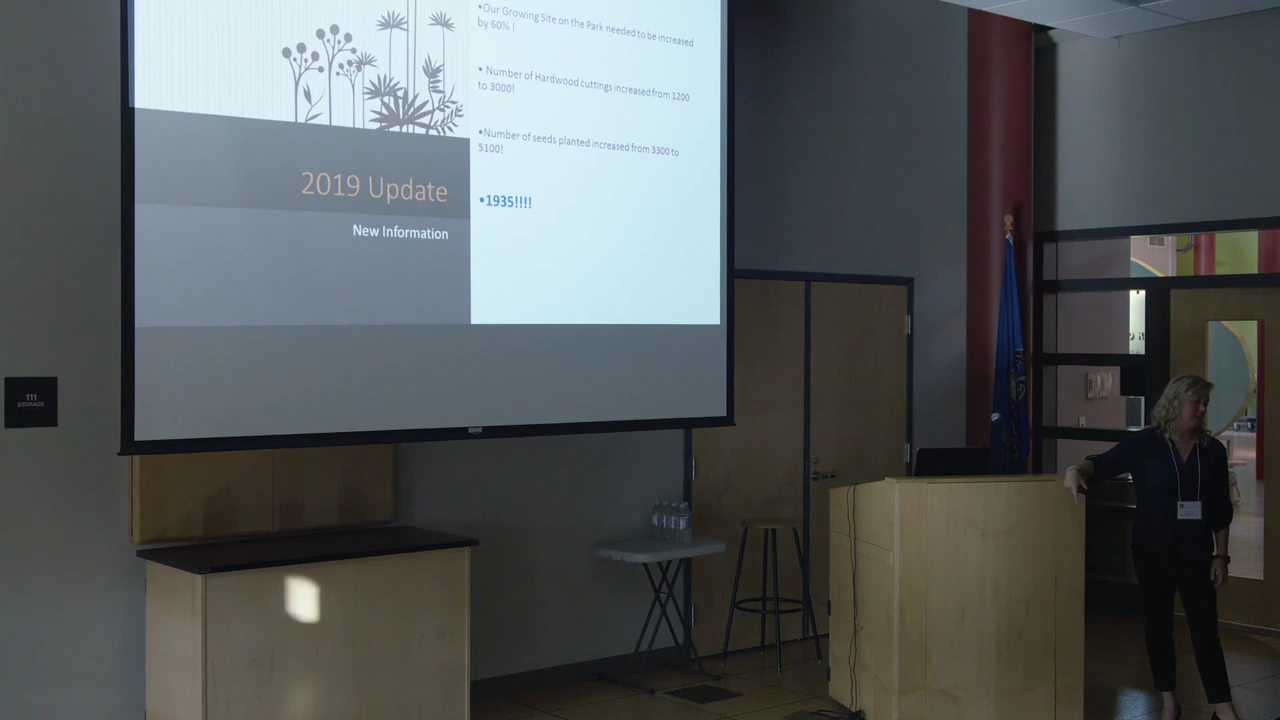 •Our Growing Site on the Park needed to be increased
by 60% !
• Number of Hardwood cuttings increased from 1200
to 3000!
•Number of seeds planted increased from 3300 to
5100!
•1935!!!!
2019 Update
New Information
111
STORAGE